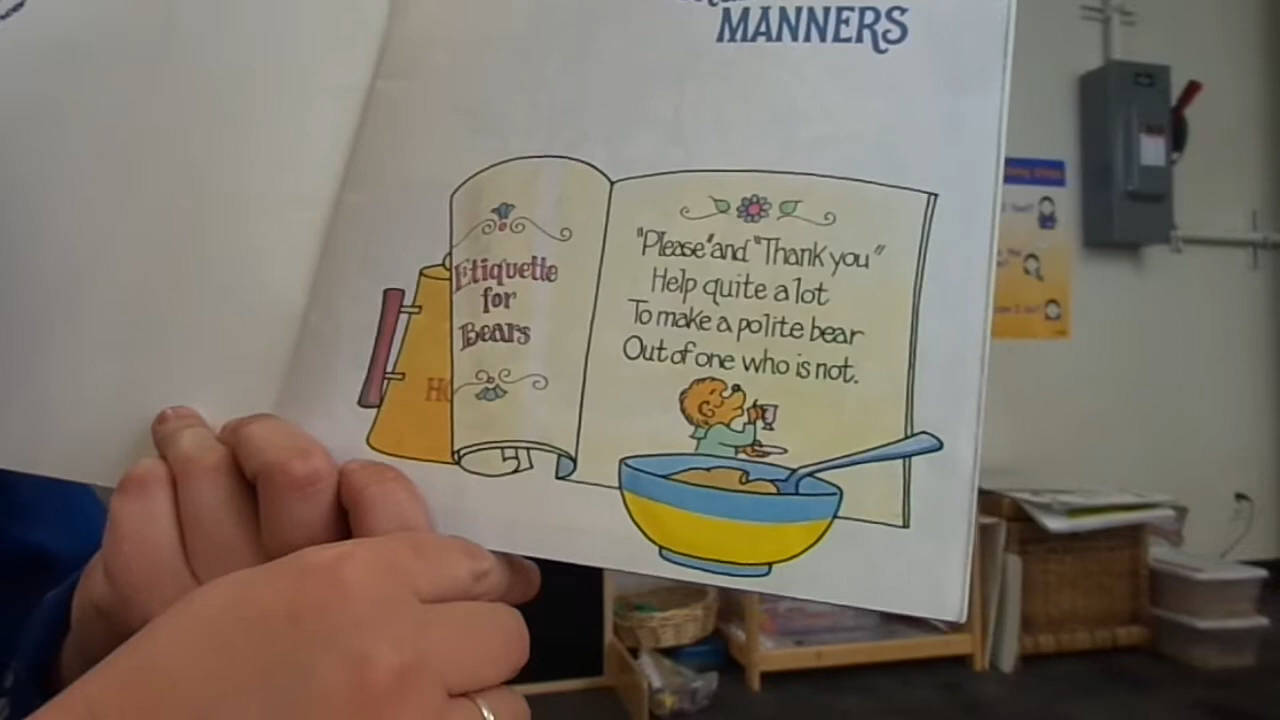 MANNERS
Etiquette
for
Bears
"Please" and "Thank you"
Help quite a lot
To make a polite bear
Out of one who is not.